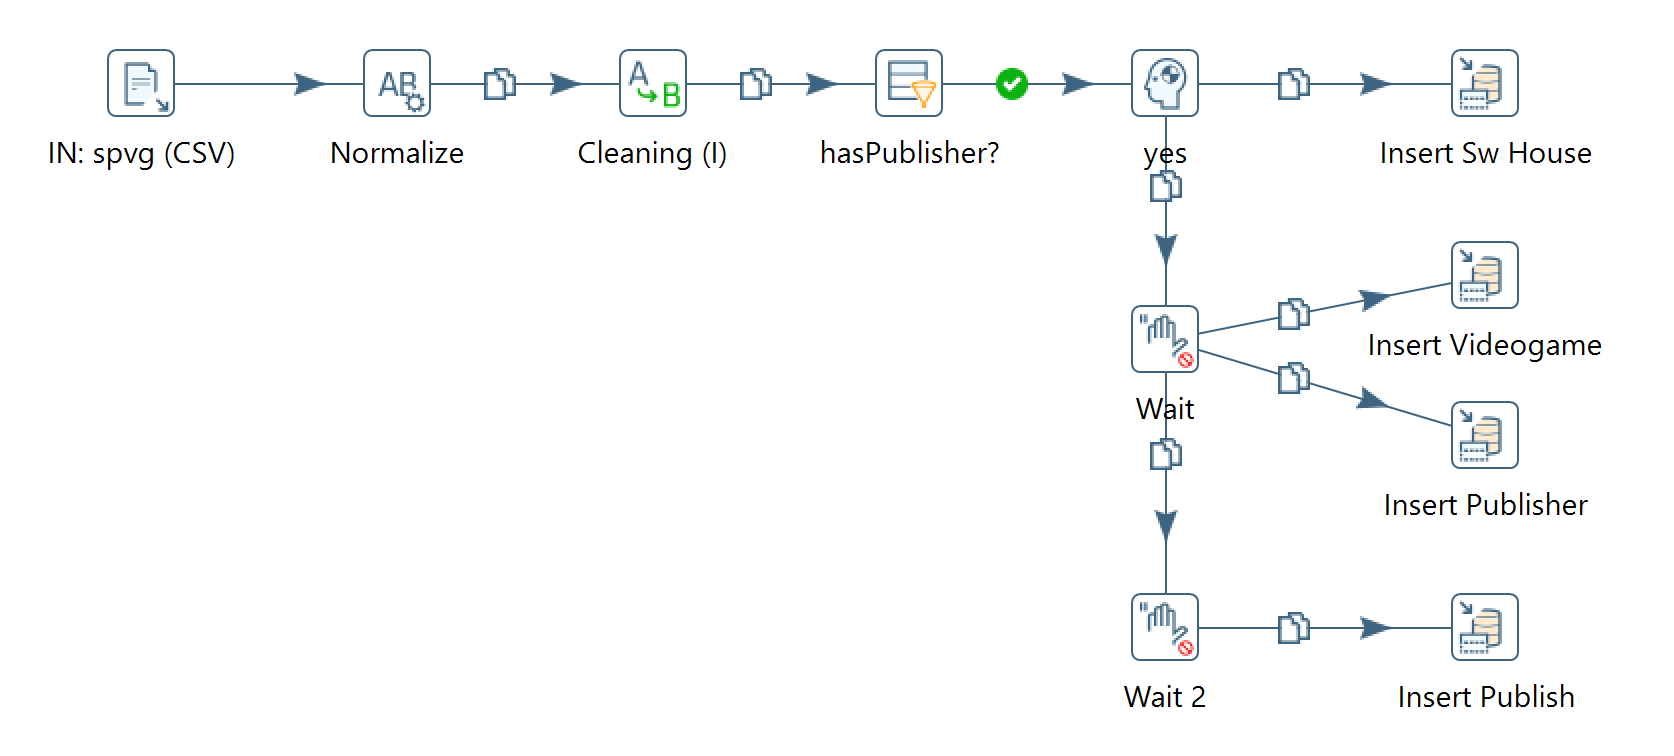 IN: spvg (CSV)
Normalize
Cleaning (I)
hasPublisher?
yes
Insert Sw House
Insert Videogame
Wait
Insert Publisher
Wait 2
Insert Publish